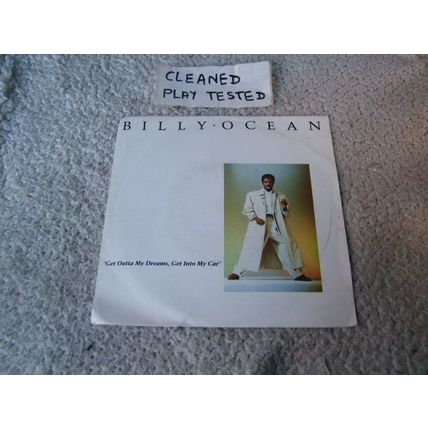 CLEANED
PLAY TESTED
BILLY·OCEAN
'Get Outta My Dreams, Get Into My Car'